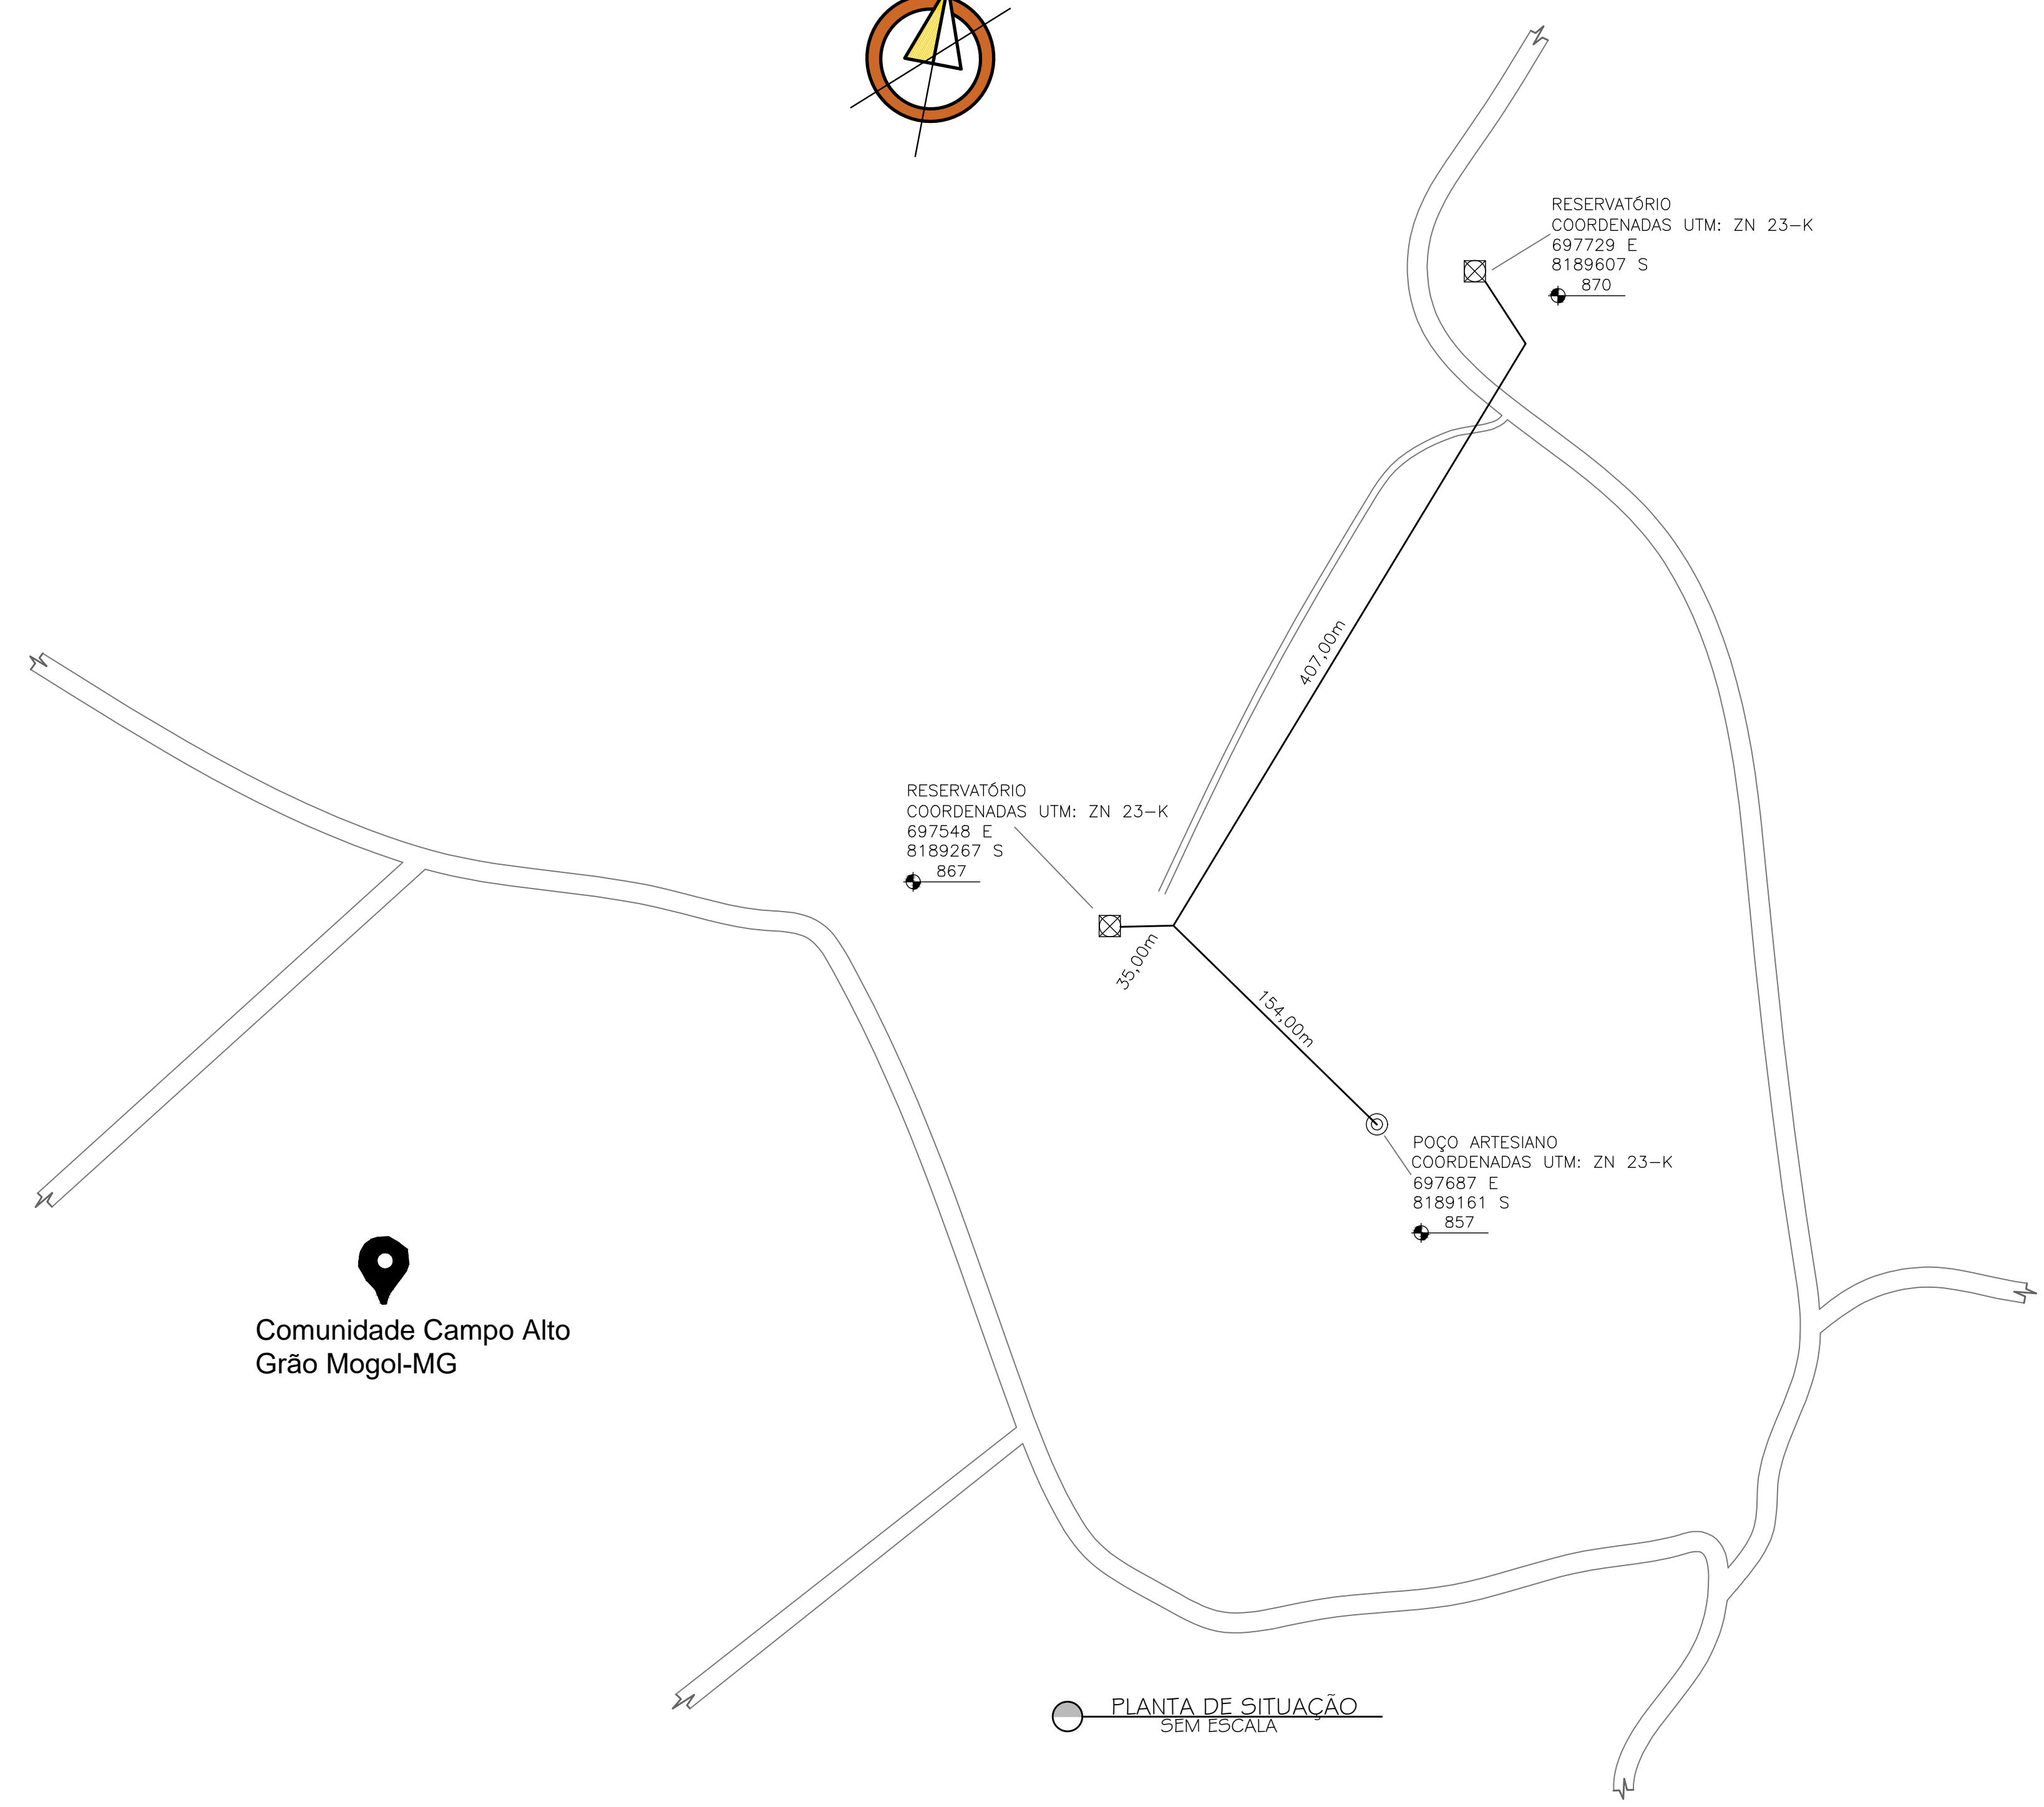 RESERVATÓRIO
COORDENADAS UTM: ZN 23-K
697729 E
8189607 S
870
407,00m
RESERVATÓRIO
COORDENADAS UTM: ZN 23-K
697548 E
8189267 S
867
35,00m
154,00m
POÇO ARTESIANO
COORDENADAS UTM: ZN 23-K
697687 E
8189161 S
857
Comunidade Campo Alto
Grão Mogol-MG
PLANTA DE SITUAÇÃO
SEM ESCALA